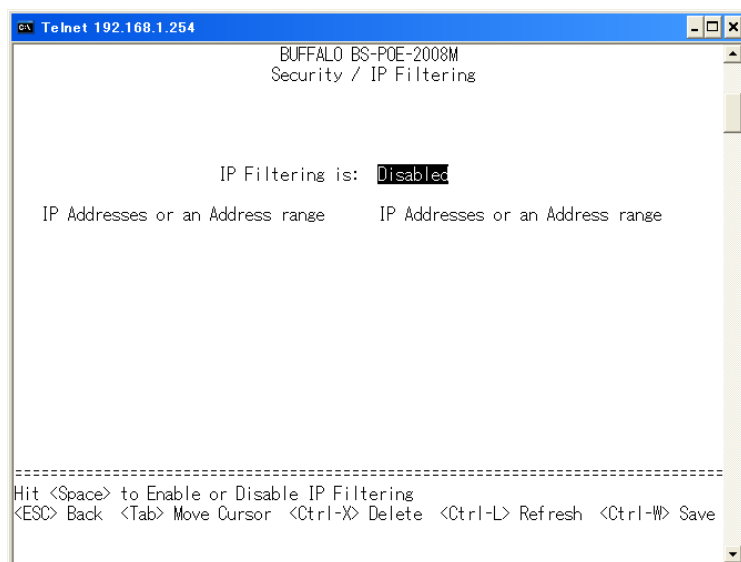 Telnet 192.168.1.254
BUFFALO BS-POE-2008M
Security / IP Filtering
IP Filtering is: Disabled
IP Addresses or an Address range IP Addresses or an Address range
================================================================================
Hit <Space> to Enable or Disable IP Filtering
<ESC> Back <Tab> Move Cursor <Ctrl-X> Delete <Ctrl-L> Refresh <Ctrl-W> Save